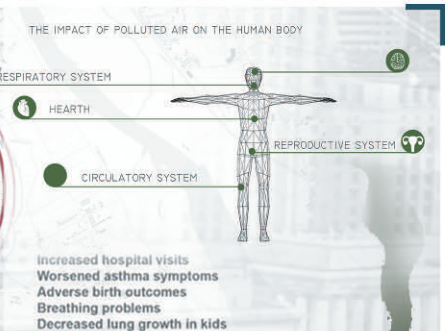 THE IMPACT OF POLLUTED AIR ON THE HUMAN BODY
RESPIRATORY SYSTEM
HEARTH
REPRODUCTIVE SYSTEM
CIRCULATORY SYSTEM
Increased hospital visits
Worsened asthma symptoms
Adverse birth outcomes
Breathing problems
Decreased lung growth in kids